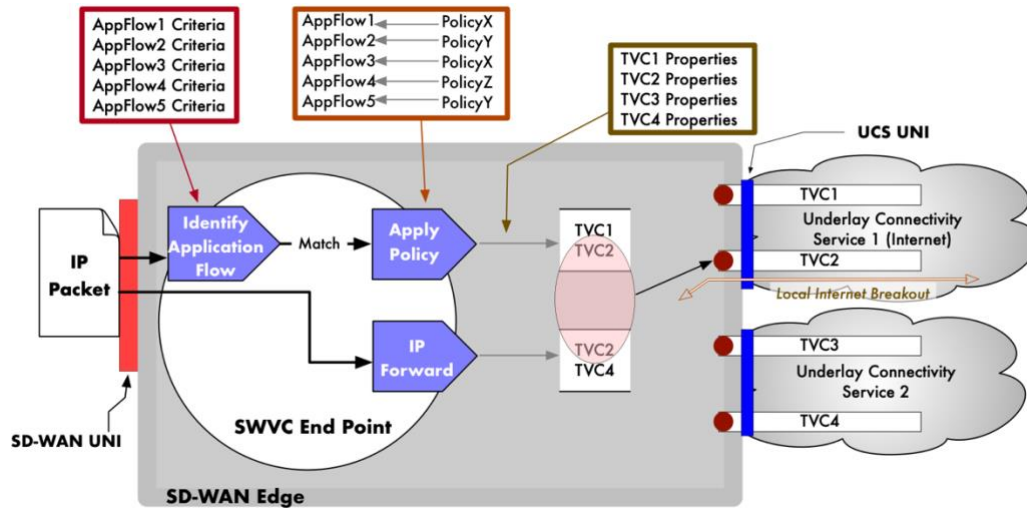 AppFlow1 Criteria
AppFlow2 Criteria
AppFlow3 Criteria
AppFlow4 Criteria
AppFlow5 Criteria
AppFlow1 PolicyX
AppFlow2 PolicyY
AppFlow3 PolicyX
AppFlow4 PolicyZ
AppFlow5 PolicyY
TVC1 Properties
TVC2 Properties
TVC3 Properties
TVC4 Properties
UCS UNI
IP
Packet
Identify
Application
Flow
Match
Apply
Policy
IP
Forward
SWVC End Point
TVC1
TVC2
TVC2
TVC4
TVC1
Underlay Connectivity
Service 1 (Internet)
TVC2
Local Internet Breakout
TVC3
Underlay Connectivity
Service 2
TVC4
SD-WAN UNI
SD-WAN Edge